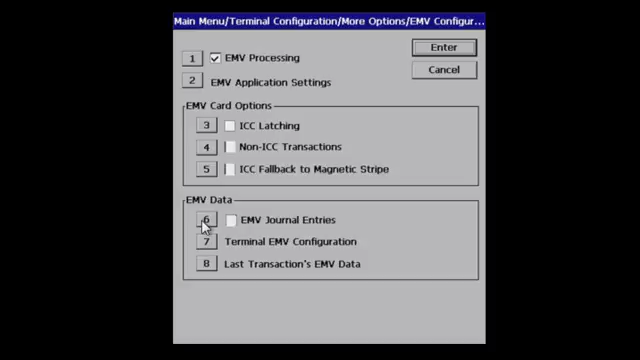 Main Menu/Terminal Configuration/More Options/EMV Configur...
1 EMV Processing
Enter
2 EMV Application Settings
Cancel
EMV Card Options
3 ICC Latching
4 Non-ICC Transactions
5 ICC Fallback to Magnetic Stripe
EMV Data
6 EMV Journal Entries
7 Terminal EMV Configuration
8 Last Transaction's EMV Data